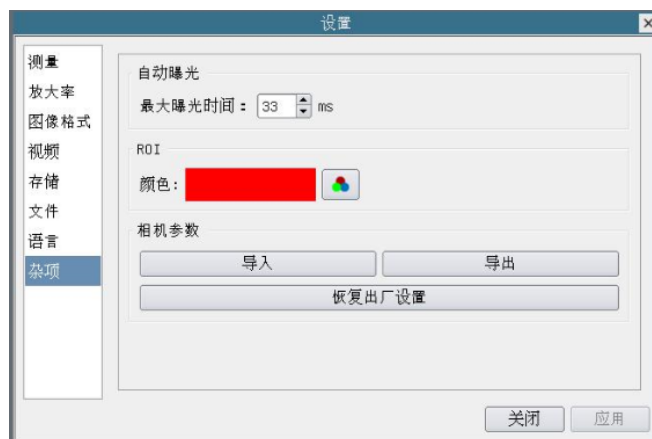 设置
测量
放大率
图像格式
视频
存储
文件
语言
杂项
自动曝光
最大曝光时间： 33 ms
ROI
颜色：
相机参数
导入 导出
恢复出厂设置
关闭 应用